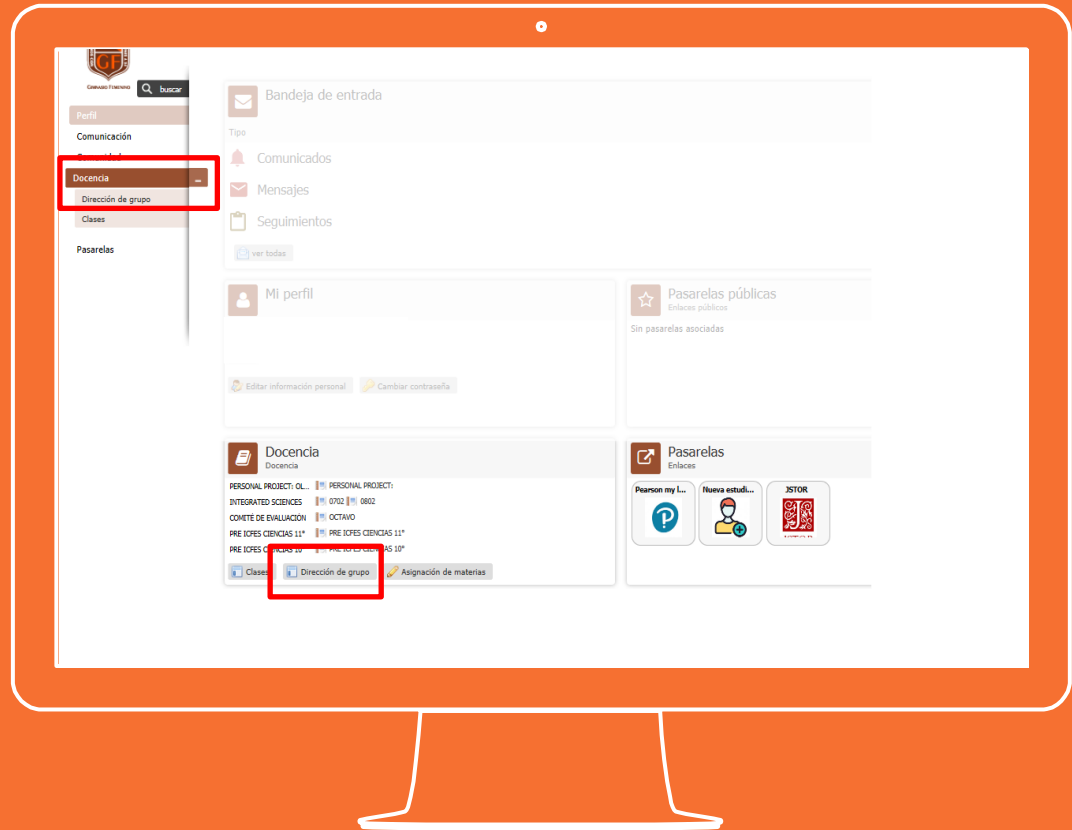 GF
GIMNASIO FEMENINO
buscar
Perfil
Comunicación
Docencia
Dirección de grupo
Clases
Pasarelas
Bandeja de entrada
Tipo
Comunicados
Mensajes
Seguimientos
ver todas
Mi perfil
Editar información personal
Cambiar contraseña
Pasarelas públicas
Enlaces públicos
Sin pasarelas asociadas
Docencia
Docencia
PERSONAL PROJECT: OL... PERSONAL PROJECT:
INTEGRATED SCIENCES 0702 0802
COMITÉ DE EVALUACIÓN OCTAVO
PRE ICFES CIENCIAS 11° PRE ICFES CIENCIAS 11°
PRE ICFES CIENCIAS 10° PRE ICFES CIENCIAS 10°
Clases Dirección de grupo Asignación de materias
Pasarelas
Enlaces
Pearson my l... Nueva estudi... JSTOR